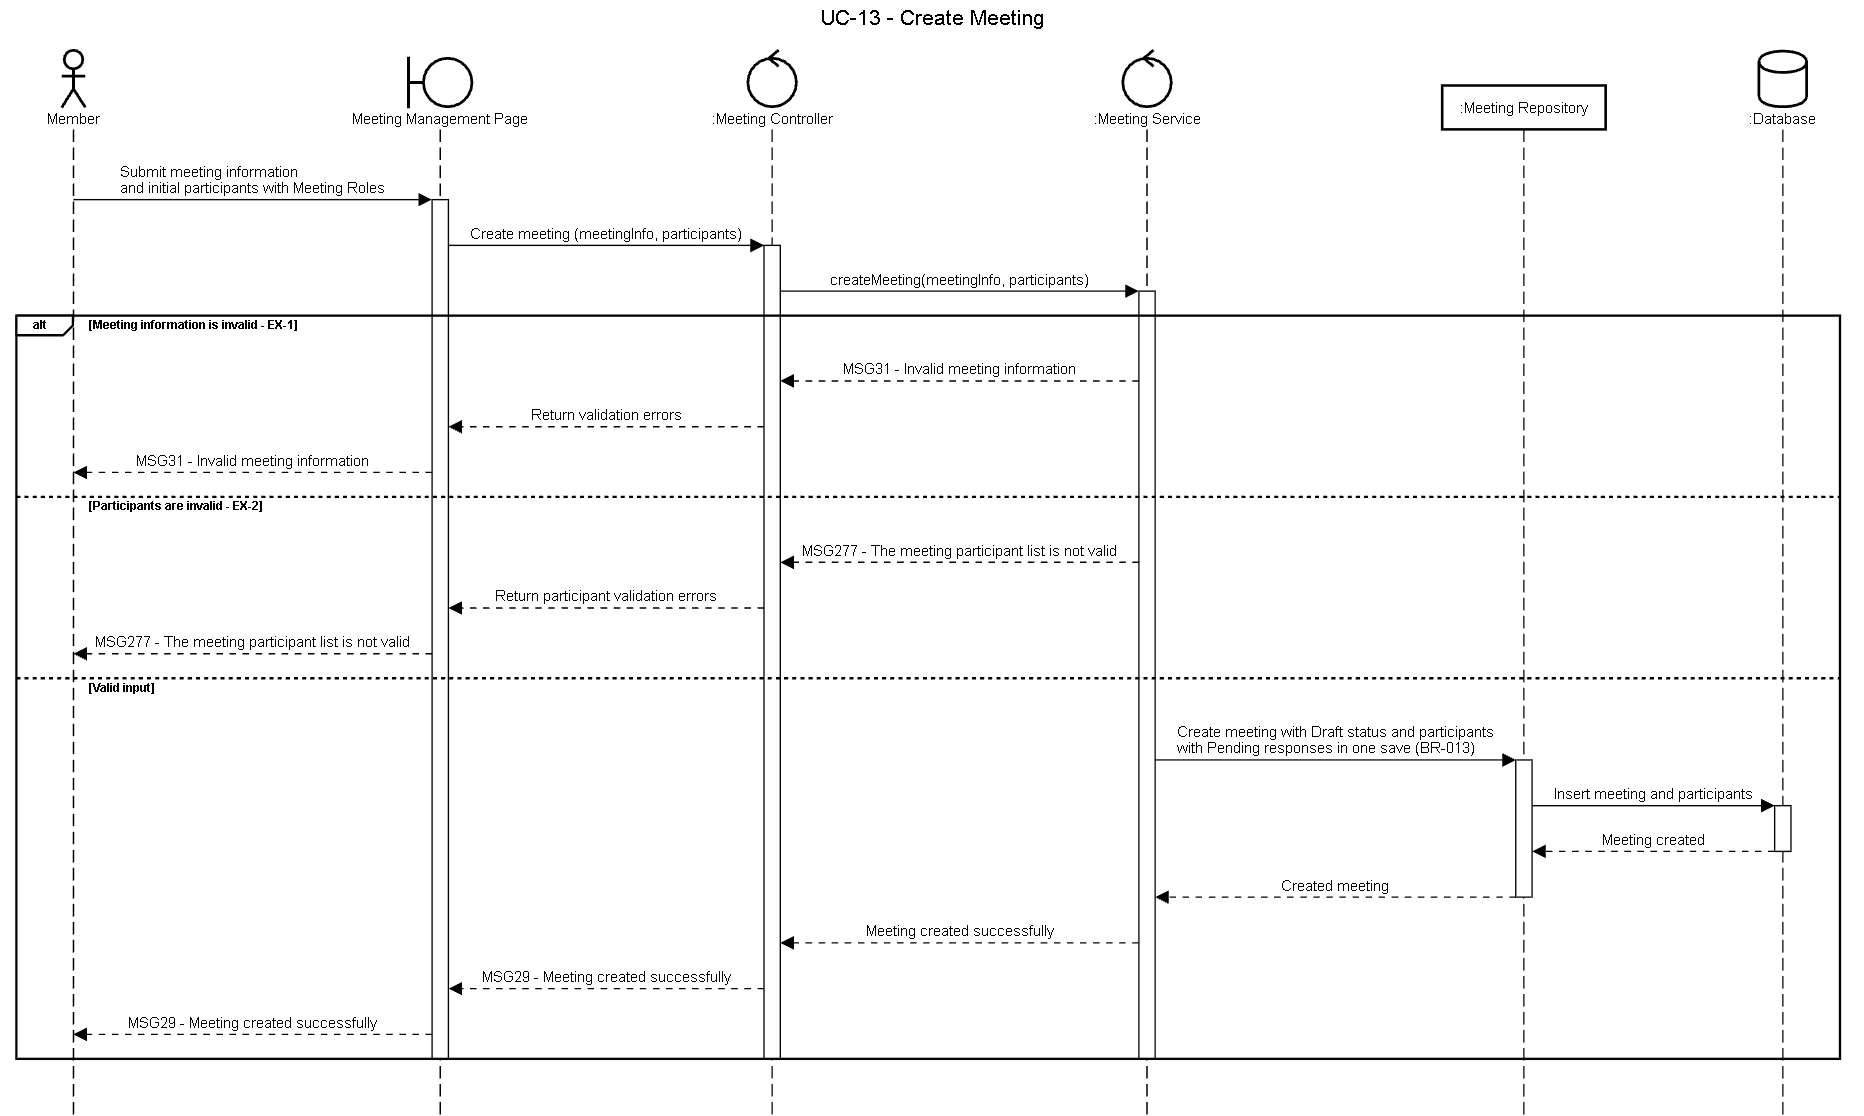 UC-13 - Create Meeting
Member
Meeting Management Page
:Meeting Controller
:Meeting Service
:Meeting Repository
:Database
Submit meeting information
and initial participants with Meeting Roles
Create meeting (meetingInfo, participants)
createMeeting(meetingInfo, participants)
alt
[Meeting information is invalid - EX-1]
MSG31 - Invalid meeting information
Return validation errors
MSG31 - Invalid meeting information
[Participants are invalid - EX-2]
MSG277 - The meeting participant list is not valid
Return participant validation errors
MSG277 - The meeting participant list is not valid
[Valid input]
Create meeting with Draft status and participants
with Pending responses in one save (BR-013)
Insert meeting and participants
Meeting created
Created meeting
Meeting created successfully
MSG29 - Meeting created successfully
MSG29 - Meeting created successfully